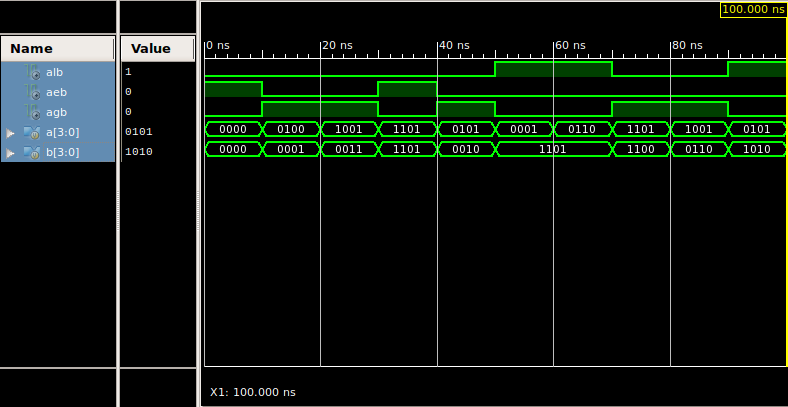 100.000 ns
Name Value 0 ns 20 ns 40 ns 60 ns 80 ns
alb 1
aeb 0
agb 0
a[3:0] 0101 0000 0100 1001 1101 0101 0001 0110 1101 1001 0101
b[3:0] 1010 0000 0001 0011 1101 0010 1101 1100 0110 1010
X1: 100.000 ns